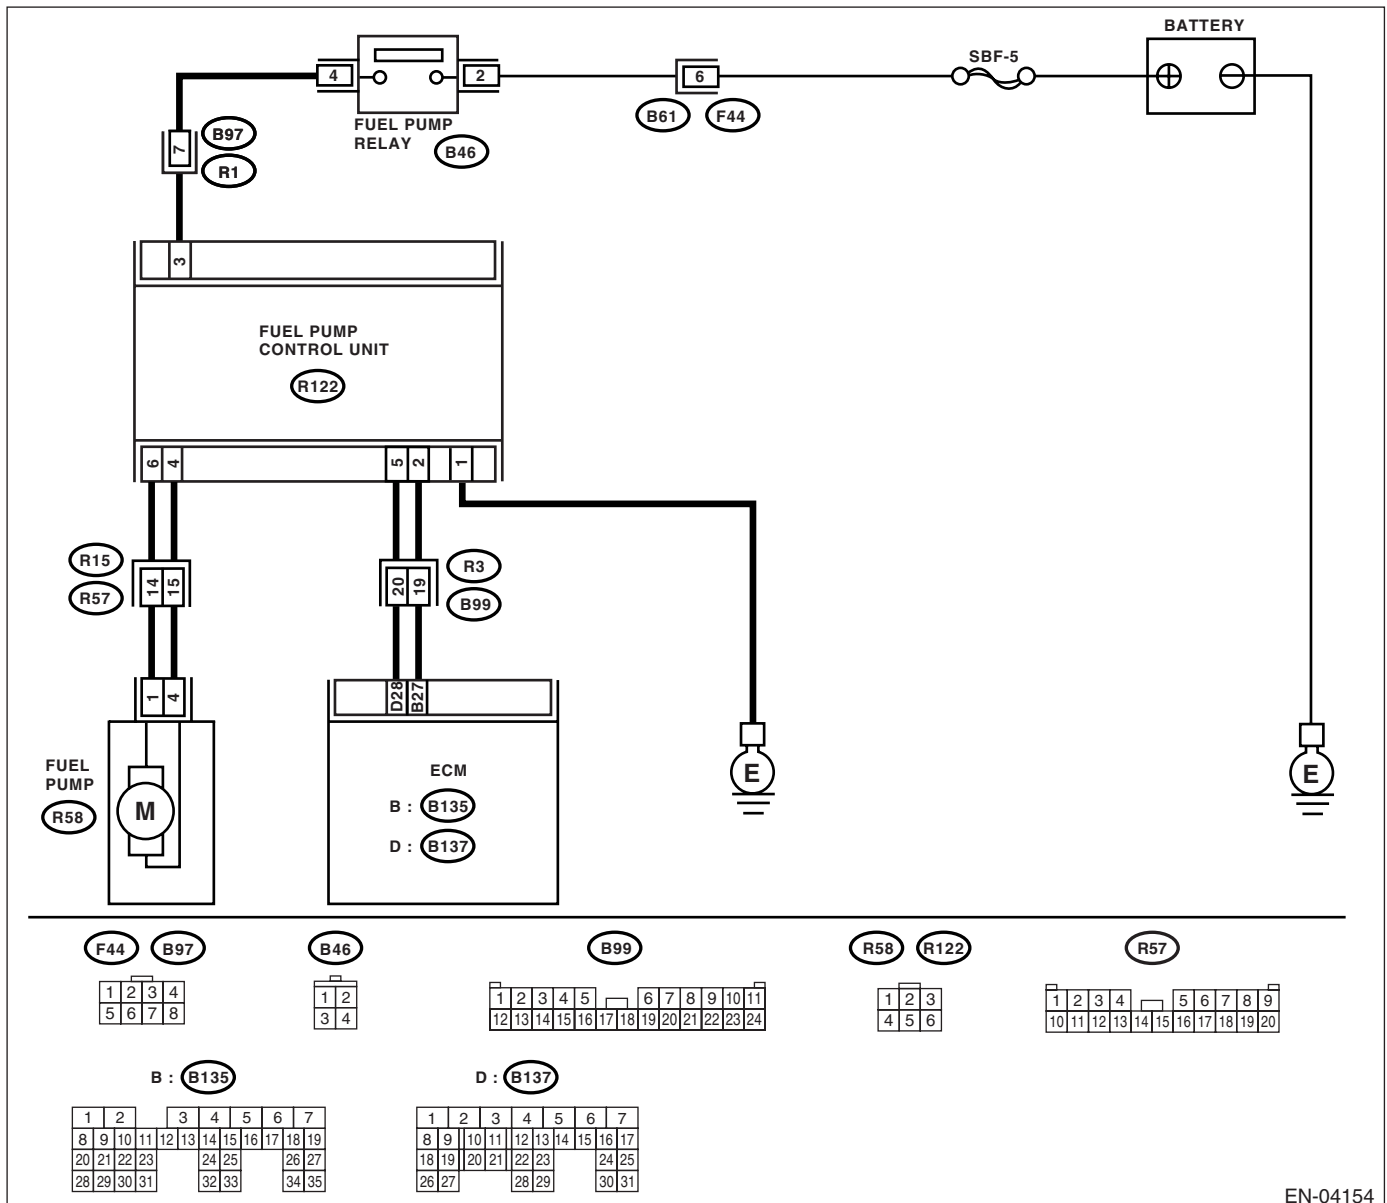 BATTERY
SBF-5
4
2
6
FUEL PUMP
RELAY
B46
B61
F44
7
B97
R1
3
FUEL PUMP
CONTROL UNIT
R122
6 4 5 2 1
R15
R57
14 15
20 19
R3
B99
1 4
D28 B27
FUEL
PUMP
R58
M
ECM
B : B135
D : B137
E
E
F44 B97
B46
B99
R58 R122
R57
1 2 3 4
5 6 7 8
1 2
3 4
1 2 3 4 5 6 7 8 9 10 11
12 13 14 15 16 17 18 19 20 21 22 23 24
1 2 3
4 5 6
1 2 3 4 5 6 7 8 9
10 11 12 13 14 15 16 17 18 19 20
B : B135
D : B137
1 2 3 4 5 6 7
8 9 10 11 12 13 14 15 16 17 18 19
20 21 22 23 24 25 26 27
28 29 30 31 32 33 34 35
1 2 3 4 5 6 7
8 9 10 11 12 13 14 15 16 17
18 19 20 21 22 23 24 25
26 27 28 29 30 31
EN-04154